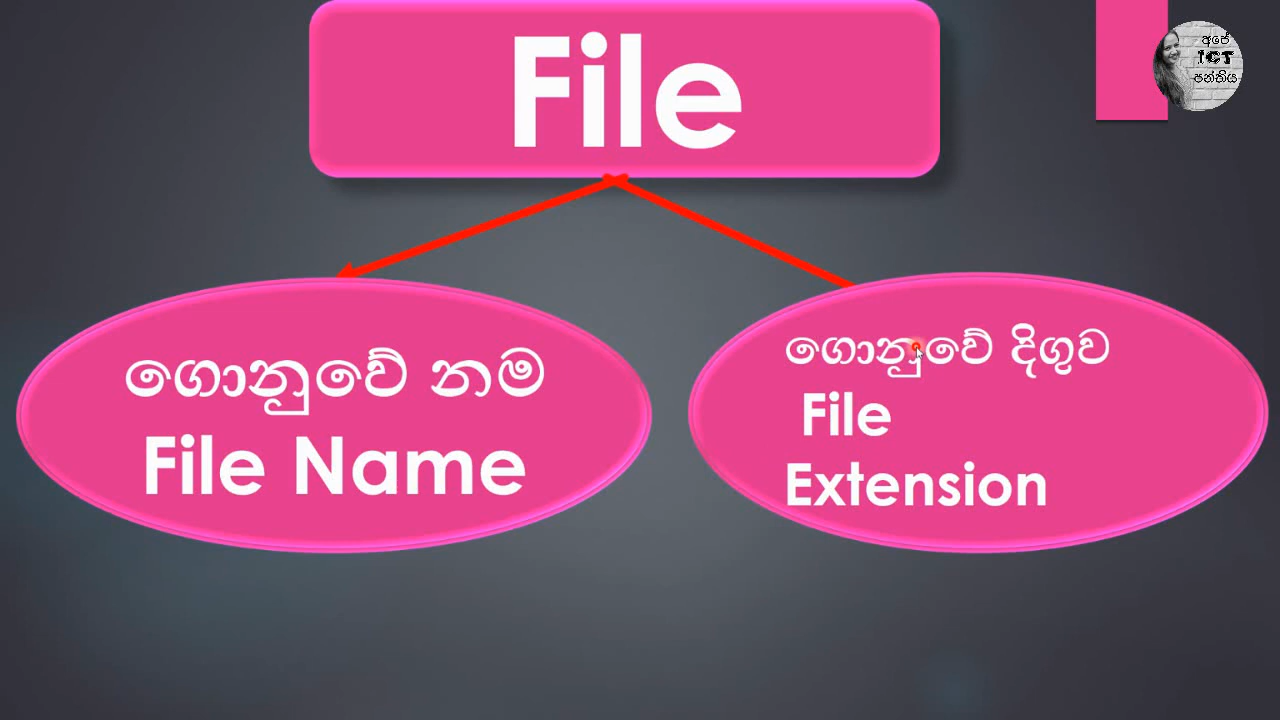 File
අපේ
ICT
පන්තිය
ගොනුවේ නම
File Name
ගොනුවේ දිගුව
File
Extension